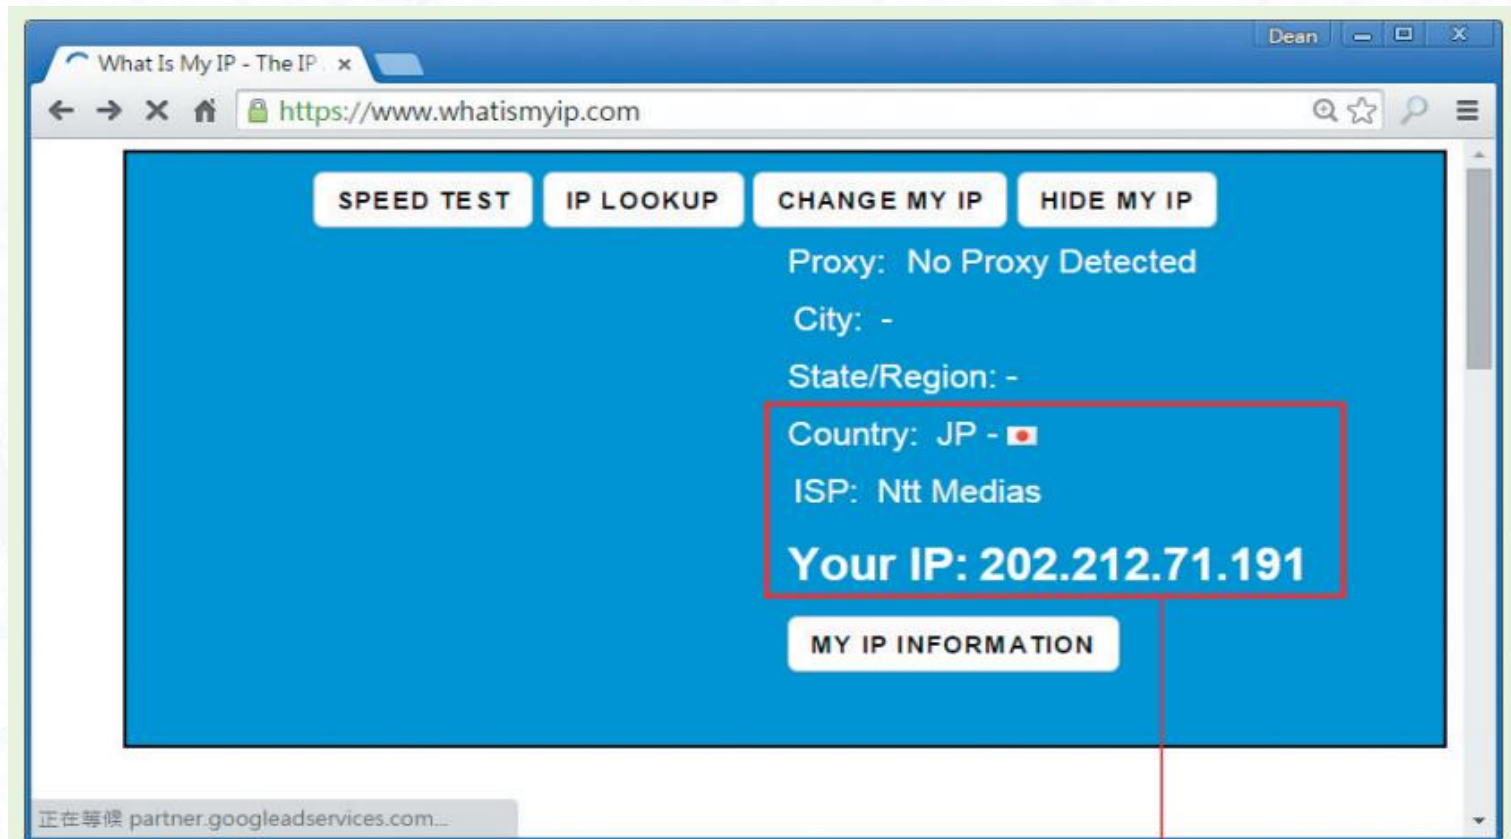 Dean
What Is My IP - The IP
https://www.whatismyip.com
SPEED TEST IP LOOKUP CHANGE MY IP HIDE MY IP
Proxy: No Proxy Detected
City: -
State/Region: -
Country: JP -
ISP: Ntt Medias
Your IP: 202.212.71.191
MY IP INFORMATION
正在等候 partner.googleadservices.com...